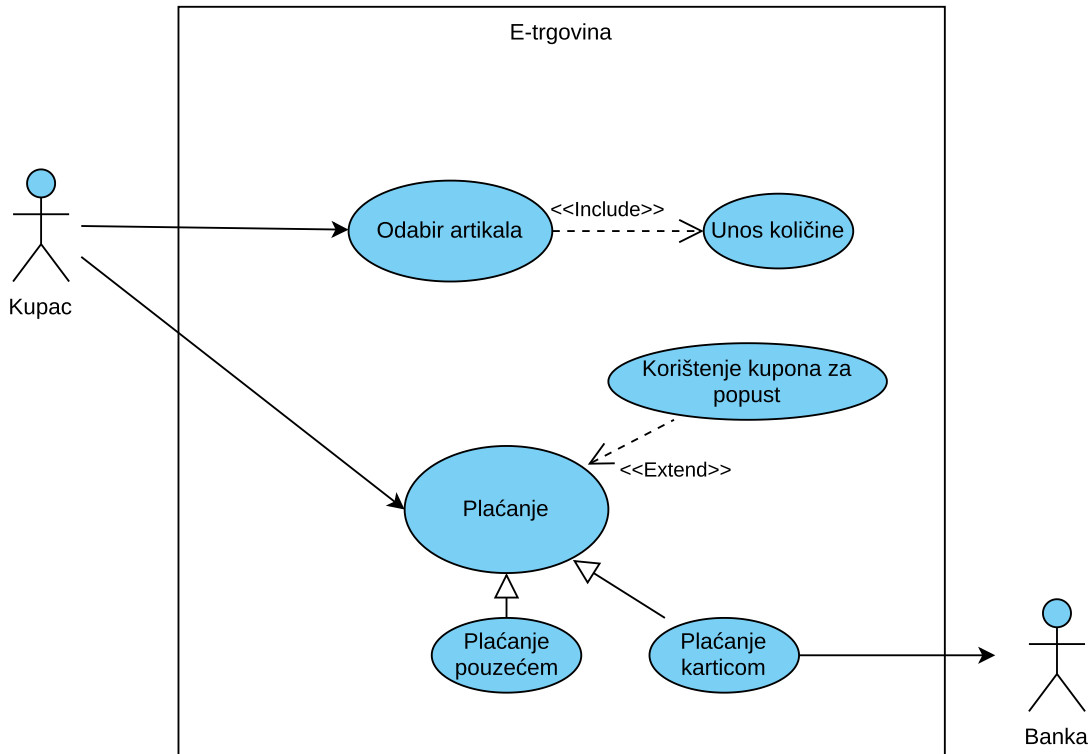 E-trgovina
Kupac
Odabir artikala
<<Include>>
Unos količine
Korištenje kupona za
popust
<<Extend>>
Plaćanje
Plaćanje
pouzećem
Plaćanje
karticom
Banka